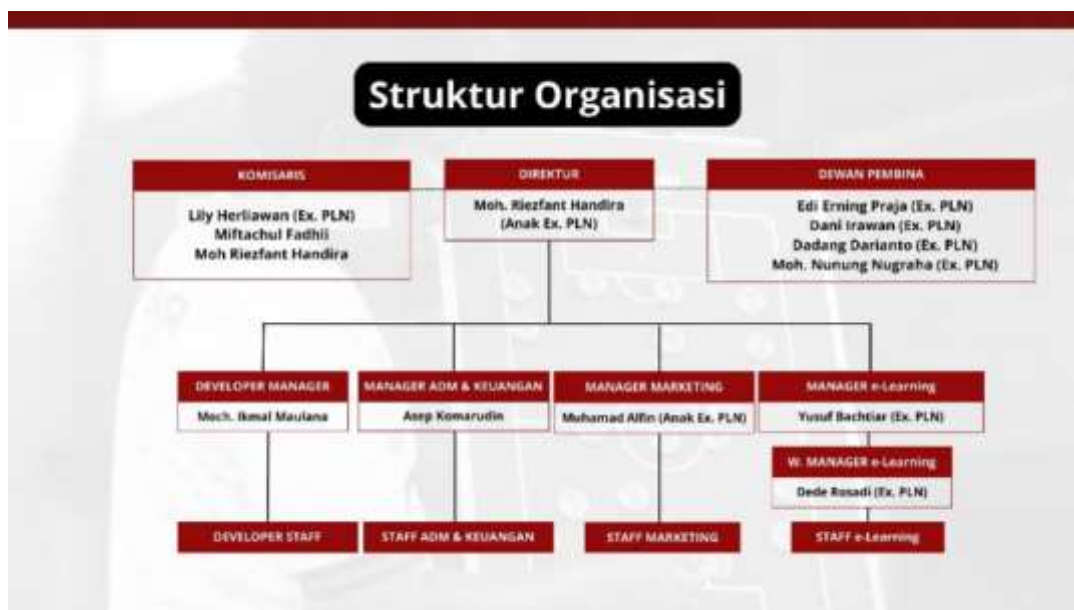 Struktur Organisasi
KOMISARIS
Lily Herliawan (Ex. PLN)
Miftachul Fadhli
Moh Riezfant Handira
DIREKTUR
Moh. Riezfant Handira
(Anak Ex. PLN)
DEWAN PEMBINA
Edi Erning Praja (Ex. PLN)
Dani Irawan (Ex. PLN)
Dadang Darianto (Ex. PLN)
Moh. Nunung Nugraha (Ex. PLN)
DEVELOPER MANAGER
Moch. Ikmal Maulana
MANAGER ADM & KEUANGAN
Asep Komarudin
MANAGER MARKETING
Muhamad Alfin (Anak Ex. PLN)
MANAGER e-Learning
Yusuf Bachtiar (Ex. PLN)
W. MANAGER e-Learning
Dede Rosadi (Ex. PLN)
DEVELOPER STAFF
STAFF ADM & KEUANGAN
STAFF MARKETING
STAFF e-Learning